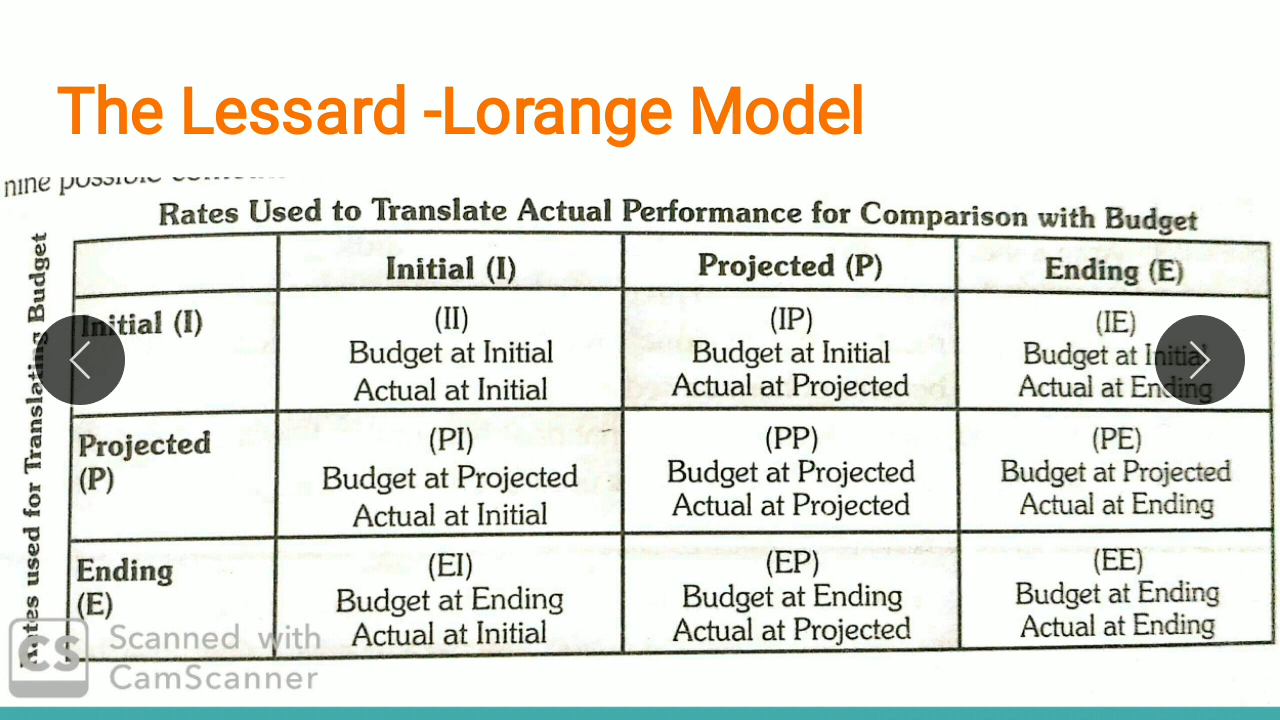 The Lessard -Lorange Model
nine possible
Rates Used to Translate Actual Performance for Comparison with Budget
Rates used for Translating Budget
Initial (I) Projected (P) Ending (E)
Initial (I)
(II)
Budget at Initial
Actual at Initial
(IP)
Budget at Initial
Actual at Projected
(IE)
Budget at Initial
Actual at Ending
Projected
(P)
(PI)
Budget at Projected
Actual at Initial
(PP)
Budget at Projected
Actual at Projected
(PE)
Budget at Projected
Actual at Ending
Ending
(E)
(EI)
Budget at Ending
Actual at Initial
(EP)
Budget at Ending
Actual at Projected
(EE)
Budget at Ending
Actual at Ending
CS
Scanned with
CamScanner